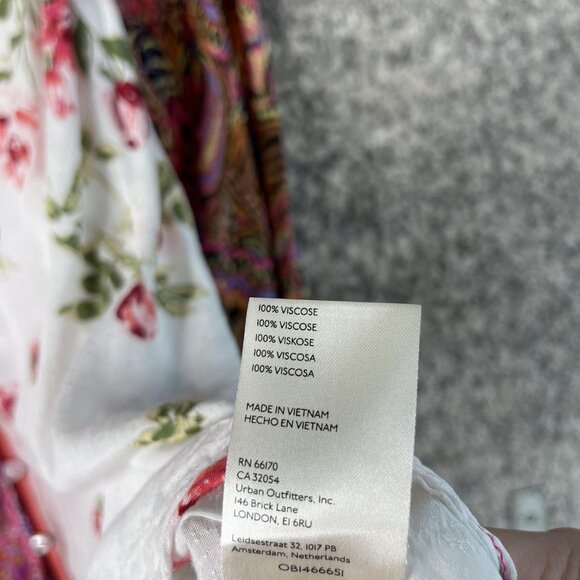 100% VISCOSE
100% VISCOSE
100% VISKOSE
100% VISCOSA
100% VISCOSA
MADE IN VIETNAM
HECHO EN VIETNAM
RN 66170
CA 32054
Urban Outfitters, Inc.
146 Brick Lane
LONDON, E1 6RU
Leidsestraat 32, 1017 PB
Amsterdam, Netherlands
OB1466651